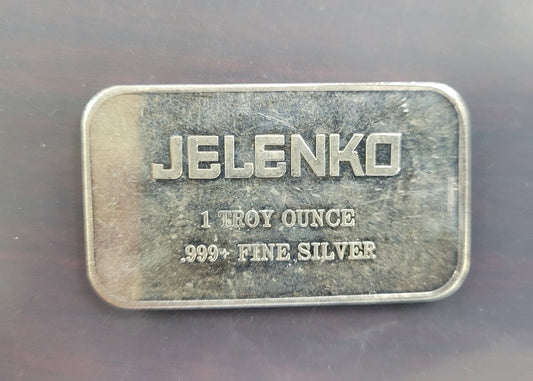 JELENKO
1 TROY OUNCE
.999+ FINE SILVER